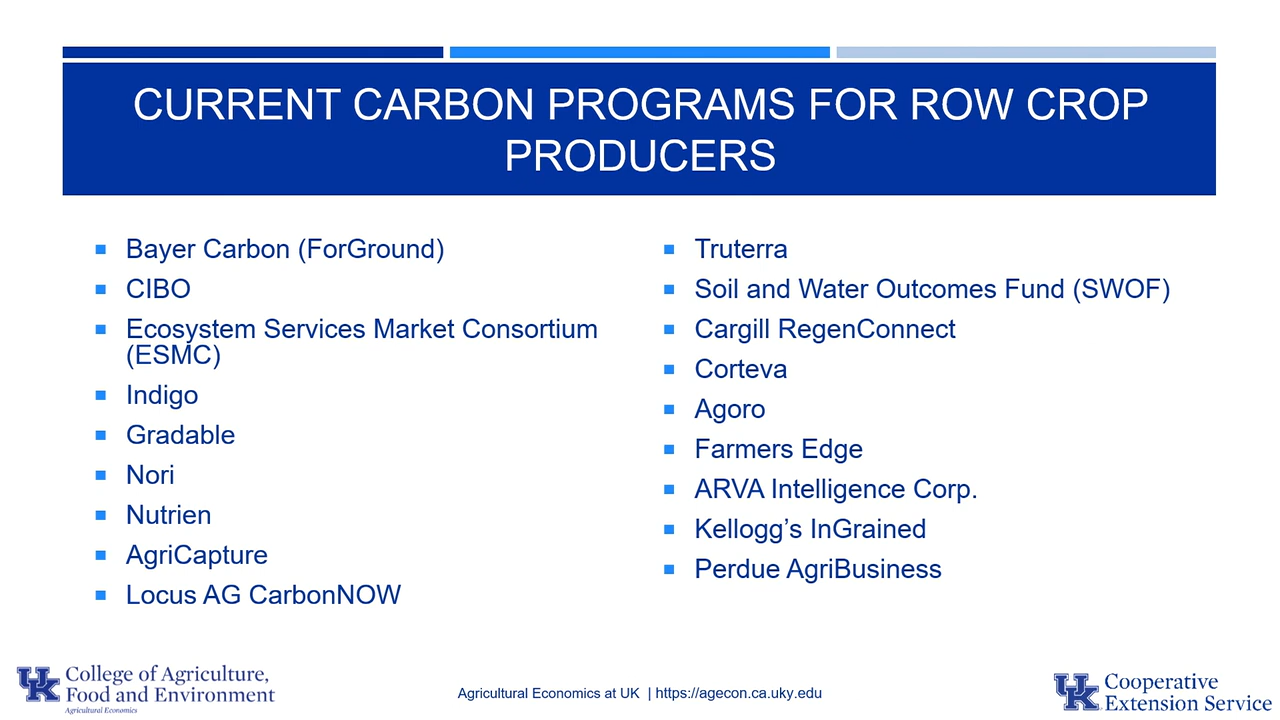 CURRENT CARBON PROGRAMS FOR ROW CROP
PRODUCERS
Bayer Carbon (ForGround)
CIBO
Ecosystem Services Market Consortium
(ESMC)
Indigo
Gradable
Nori
Nutrien
AgriCapture
Locus AG CarbonNOW
Truterra
Soil and Water Outcomes Fund (SWOF)
Cargill RegenConnect
Corteva
Agoro
Farmers Edge
ARVA Intelligence Corp.
Kellogg’s InGrained
Perdue AgriBusiness
UK College of Agriculture,
Food and Environment
Agricultural Economics
Agricultural Economics at UK | https://agecon.ca.uky.edu
UK Cooperative
Extension Service